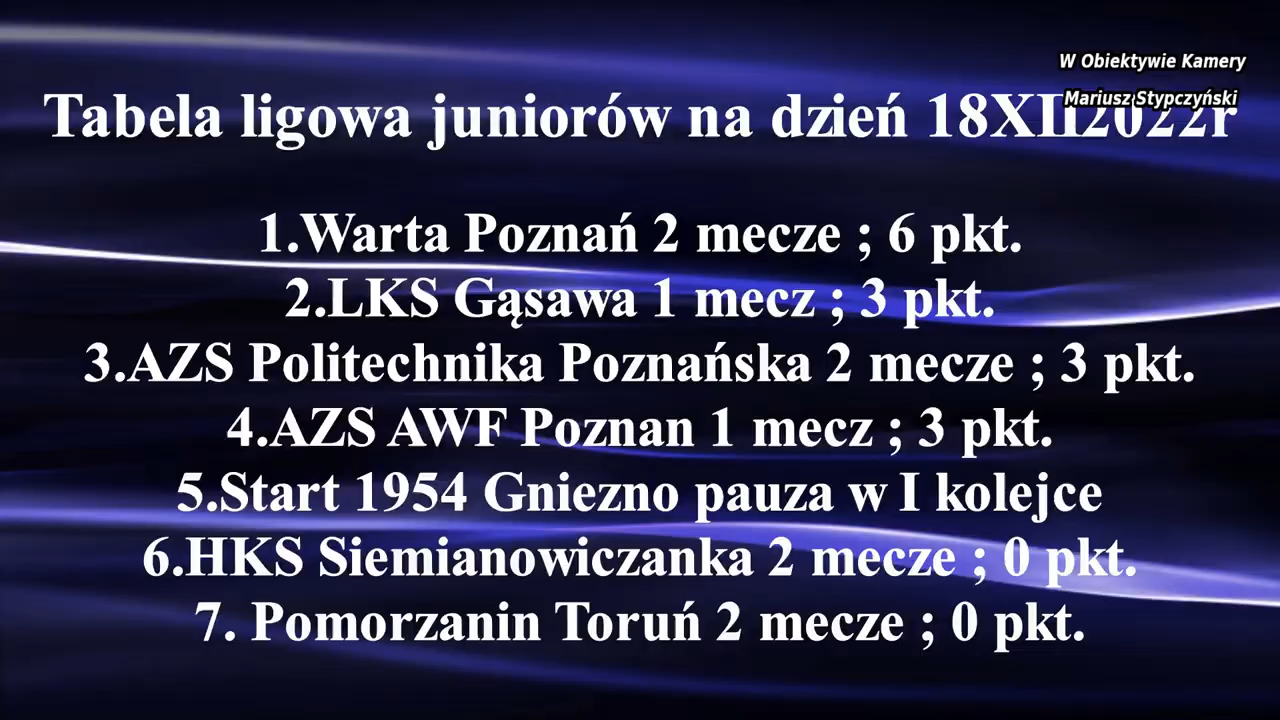 W Obiektywie Kamery
Mariusz Stypczyński
Tabela ligowa juniorów na dzień 18XII2022r
1.Warta Poznań 2 mecze ; 6 pkt.
2.LKS Gąsawa 1 mecz ; 3 pkt.
3.AZS Politechnika Poznańska 2 mecze ; 3 pkt.
4.AZS AWF Poznan 1 mecz ; 3 pkt.
5.Start 1954 Gniezno pauza w I kolejce
6.HKS Siemianowiczanka 2 mecze ; 0 pkt.
7. Pomorzanin Toruń 2 mecze ; 0 pkt.